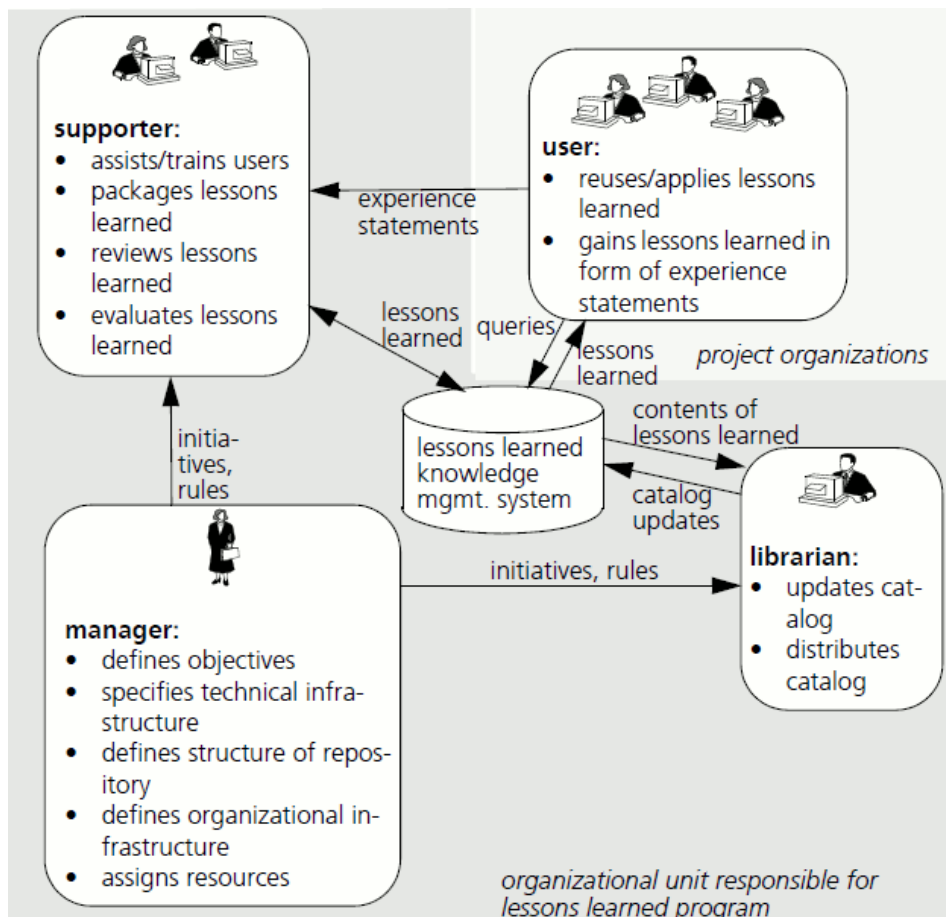 supporter:
• assists/trains users
• packages lessons
learned
• reviews lessons
learned
• evaluates lessons
learned
experience
statements
user:
• reuses/applies lessons
learned
• gains lessons learned in
form of experience
statements
project organizations
lessons
learned
queries
lessons
learned
lessons learned
knowledge
mgmt. system
contents of
lessons learned
catalog
updates
initia-
tives,
rules
initiatives, rules
librarian:
• updates cat-
alog
• distributes
catalog
manager:
• defines objectives
• specifies technical infra-
structure
• defines structure of repos-
itory
• defines organizational in-
frastructure
• assigns resources
organizational unit responsible for
lessons learned program